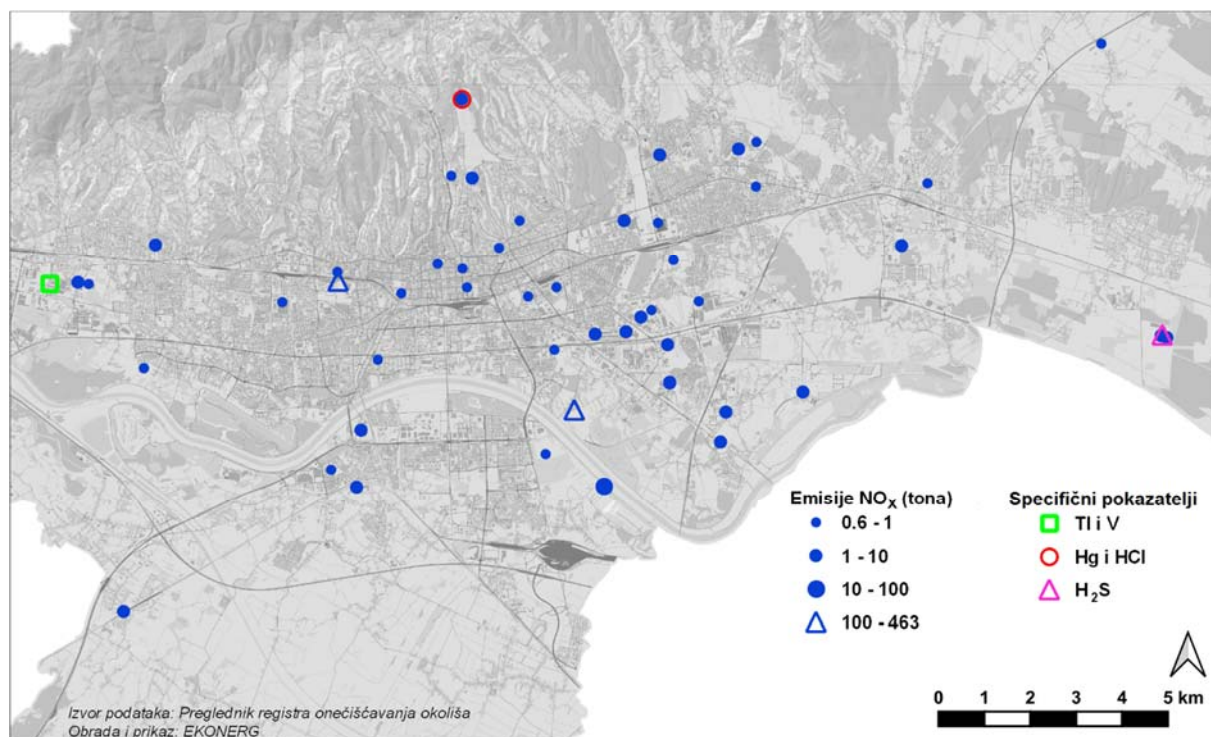 Emisije NOX (tona)
0.6 - 1
1 - 10
10 - 100
100 - 463
Specifični pokazatelji
Tl i V
Hg i HCl
H2S
0 1 2 3 4 5 km
Izvor podataka: Preglednik registra onečišćavanja okoliša
Obrada i prikaz: EKONERG